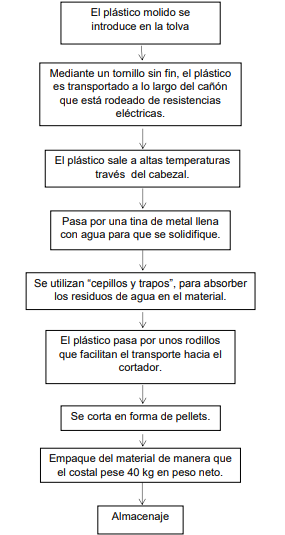 El plástico molido se
introduce en la tolva
Mediante un tornillo sin fin, el plástico
es transportado a lo largo del cañón
que está rodeado de resistencias
eléctricas.
El plástico sale a altas temperaturas
través del cabezal.
Pasa por una tina de metal llena
con agua para que se solidifique.
Se utilizan “cepillos y trapos”, para absorber
los residuos de agua en el material.
El plástico pasa por unos rodillos
que facilitan el transporte hacia el
cortador.
Se corta en forma de pellets.
Empaque del material de manera que
el costal pese 40 kg en peso neto.
Almacenaje